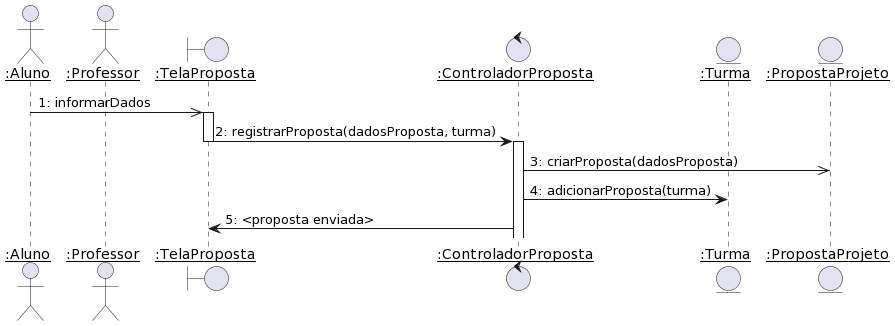 :Aluno :Professor :TelaProposta :ControladorProposta :Turma :PropostaProjeto
1: informarDados
2: registrarProposta(dadosProposta, turma)
3: criarProposta(dadosProposta)
4: adicionarProposta(turma)
5: <proposta enviada>
:Aluno :Professor :TelaProposta :ControladorProposta :Turma :PropostaProjeto